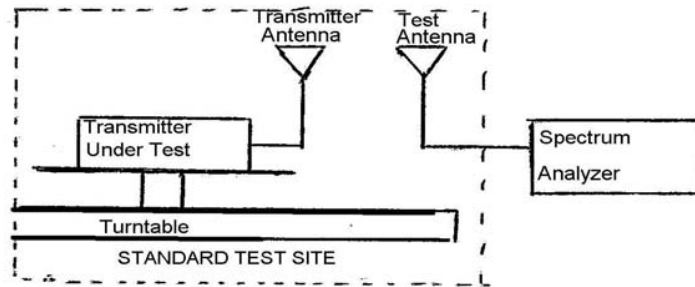 Transmitter
Antenna
Test
Antenna
Transmitter
Under Test
Spectrum
Analyzer
Turntable
STANDARD TEST SITE